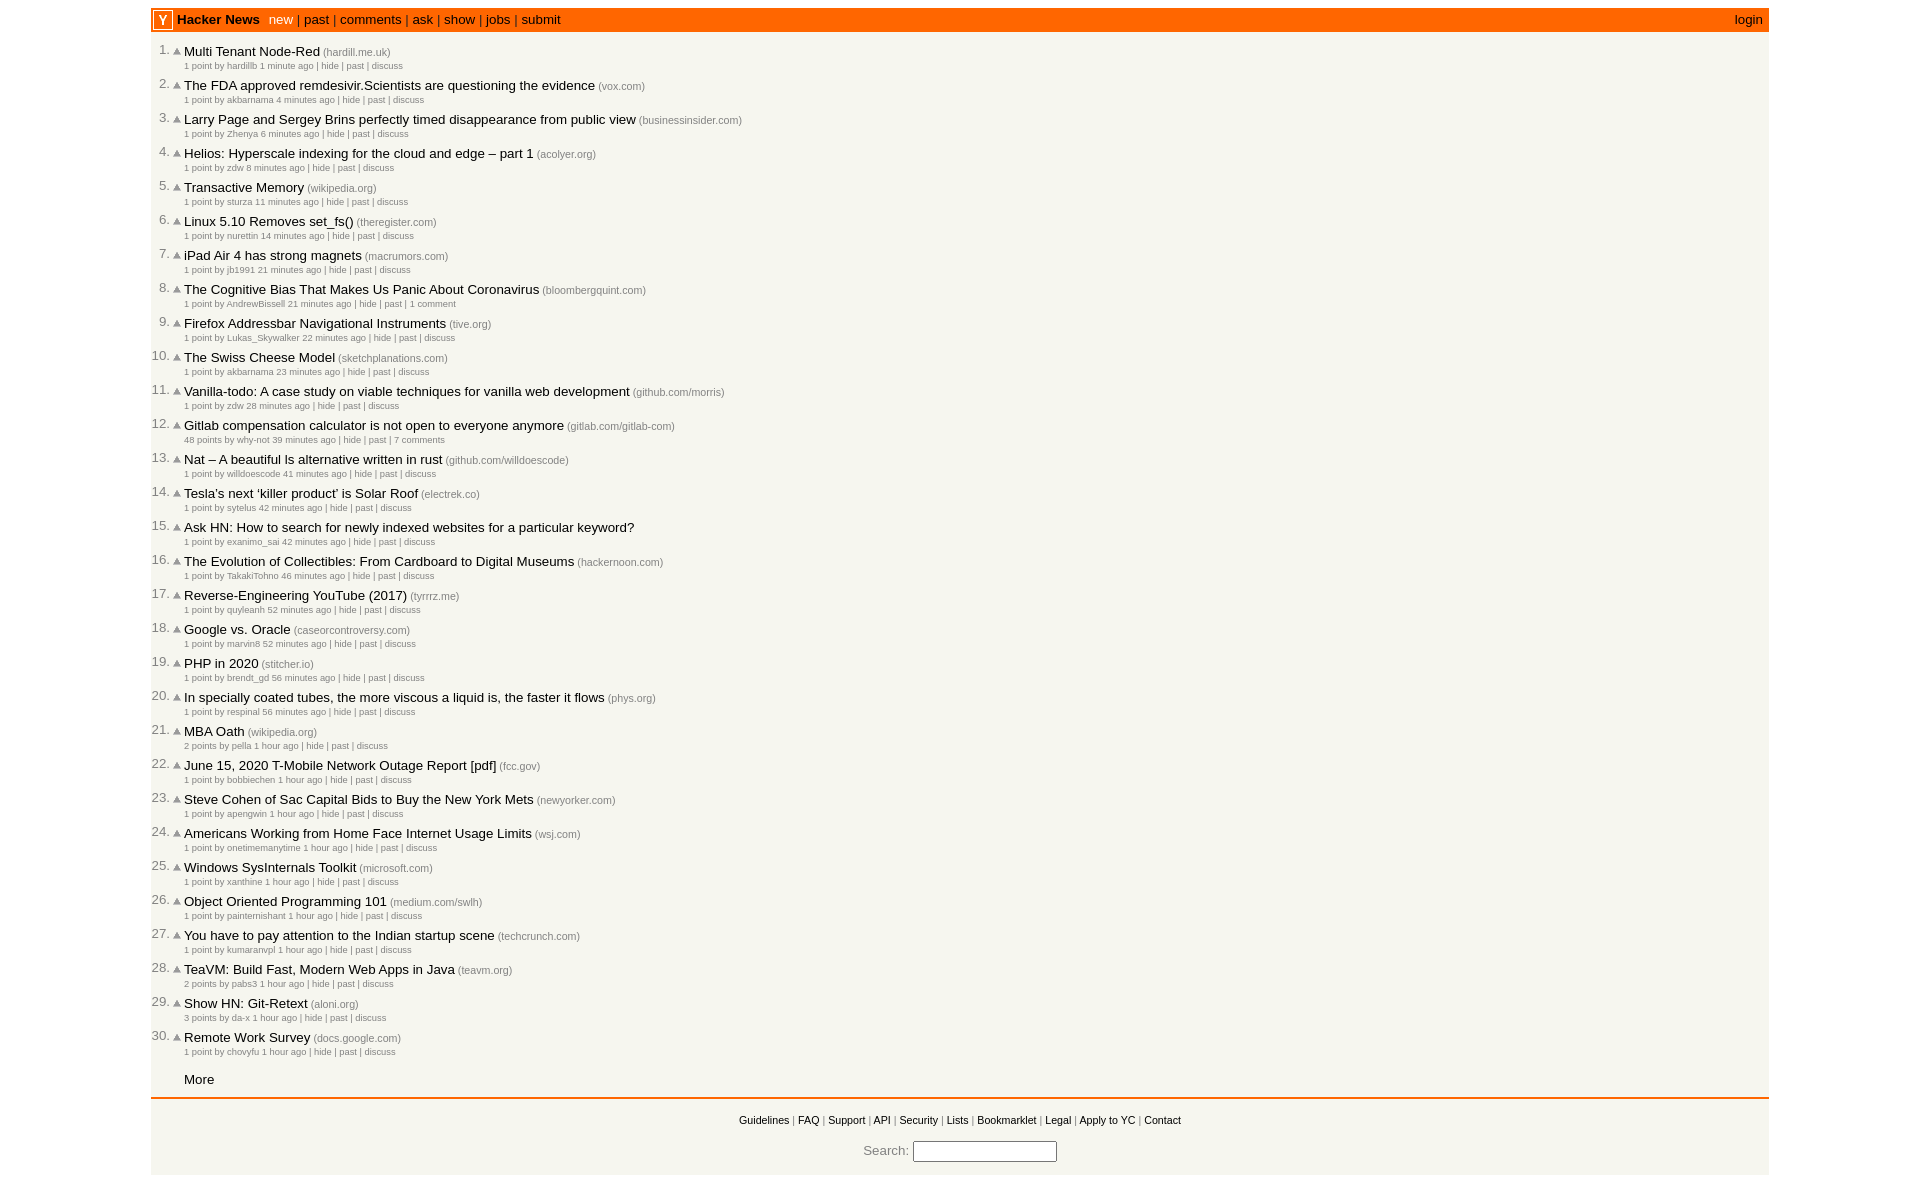 Y Hacker News new | past | comments | ask | show | jobs | submit login
1. Multi Tenant Node-Red (hardill.me.uk)
1 point by hardillb 1 minute ago | hide | past | discuss
2. The FDA approved remdesivir.Scientists are questioning the evidence (vox.com)
1 point by akbarnama 4 minutes ago | hide | past | discuss
3. Larry Page and Sergey Brins perfectly timed disappearance from public view (businessinsider.com)
1 point by Zhenya 6 minutes ago | hide | past | discuss
4. Helios: Hyperscale indexing for the cloud and edge – part 1 (acolyer.org)
1 point by zdw 8 minutes ago | hide | past | discuss
5. Transactive Memory (wikipedia.org)
1 point by sturza 11 minutes ago | hide | past | discuss
6. Linux 5.10 Removes set_fs() (theregister.com)
1 point by nurettin 14 minutes ago | hide | past | discuss
7. iPad Air 4 has strong magnets (macrumors.com)
1 point by jb1991 21 minutes ago | hide | past | discuss
8. The Cognitive Bias That Makes Us Panic About Coronavirus (bloombergquint.com)
1 point by AndrewBissell 21 minutes ago | hide | past | 1 comment
9. Firefox Addressbar Navigational Instruments (tive.org)
1 point by Lukas_Skywalker 22 minutes ago | hide | past | discuss
10. The Swiss Cheese Model (sketchplanations.com)
1 point by akbarnama 23 minutes ago | hide | past | discuss
11. Vanilla-todo: A case study on viable techniques for vanilla web development (github.com/morris)
1 point by zdw 28 minutes ago | hide | past | discuss
12. Gitlab compensation calculator is not open to everyone anymore (gitlab.com/gitlab-com)
48 points by why-not 39 minutes ago | hide | past | 7 comments
13. Nat – A beautiful ls alternative written in rust (github.com/willdoescode)
1 point by willdoescode 41 minutes ago | hide | past | discuss
14. Tesla’s next ‘killer product’ is Solar Roof (electrek.co)
1 point by sytelus 42 minutes ago | hide | past | discuss
15. Ask HN: How to search for newly indexed websites for a particular keyword?
1 point by exanimo_sai 42 minutes ago | hide | past | discuss
16. The Evolution of Collectibles: From Cardboard to Digital Museums (hackernoon.com)
1 point by TakakiTohno 46 minutes ago | hide | past | discuss
17. Reverse-Engineering YouTube (2017) (tyrrrz.me)
1 point by quyleanh 52 minutes ago | hide | past | discuss
18. Google vs. Oracle (caseorcontroversy.com)
1 point by marvin8 52 minutes ago | hide | past | discuss
19. PHP in 2020 (stitcher.io)
1 point by brendt_gd 56 minutes ago | hide | past | discuss
20. In specially coated tubes, the more viscous a liquid is, the faster it flows (phys.org)
1 point by respinal 56 minutes ago | hide | past | discuss
21. MBA Oath (wikipedia.org)
2 points by pella 1 hour ago | hide | past | discuss
22. June 15, 2020 T-Mobile Network Outage Report [pdf] (fcc.gov)
1 point by bobbiechen 1 hour ago | hide | past | discuss
23. Steve Cohen of Sac Capital Bids to Buy the New York Mets (newyorker.com)
1 point by apengwin 1 hour ago | hide | past | discuss
24. Americans Working from Home Face Internet Usage Limits (wsj.com)
1 point by onetimemanytime 1 hour ago | hide | past | discuss
25. Windows SysInternals Toolkit (microsoft.com)
1 point by xanthine 1 hour ago | hide | past | discuss
26. Object Oriented Programming 101 (medium.com/swlh)
1 point by painternishant 1 hour ago | hide | past | discuss
27. You have to pay attention to the Indian startup scene (techcrunch.com)
1 point by kumaranvpl 1 hour ago | hide | past | discuss
28. TeaVM: Build Fast, Modern Web Apps in Java (teavm.org)
2 points by pabs3 1 hour ago | hide | past | discuss
29. Show HN: Git-Retext (aloni.org)
3 points by da-x 1 hour ago | hide | past | discuss
30. Remote Work Survey (docs.google.com)
1 point by chovyfu 1 hour ago | hide | past | discuss
More
Guidelines | FAQ | Support | API | Security | Lists | Bookmarklet | Legal | Apply to YC | Contact
Search: